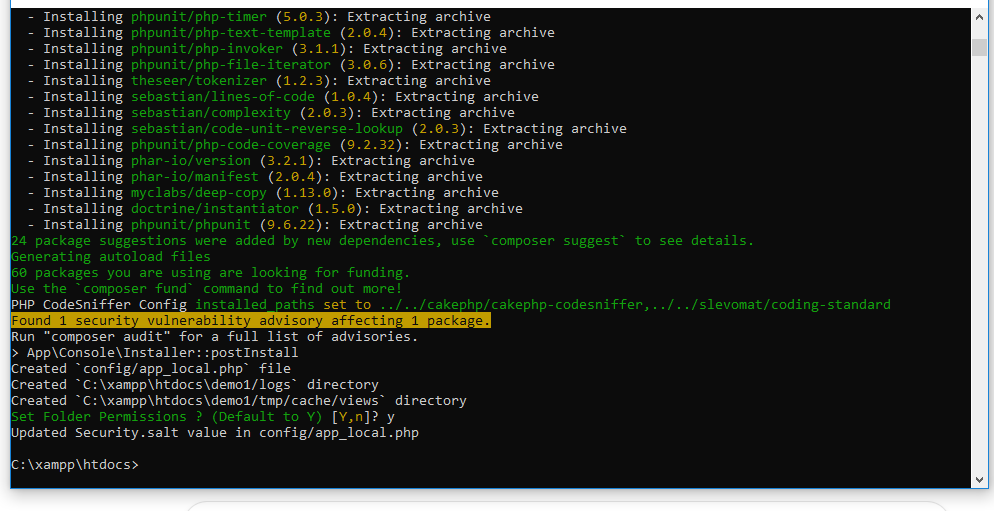 - Installing phpunit/php-timer (5.0.3): Extracting archive
- Installing phpunit/php-text-template (2.0.4): Extracting archive
- Installing phpunit/php-invoker (3.1.1): Extracting archive
- Installing phpunit/php-file-iterator (3.0.6): Extracting archive
- Installing theseer/tokenizer (1.2.3): Extracting archive
- Installing sebastian/lines-of-code (1.0.4): Extracting archive
- Installing sebastian/complexity (2.0.3): Extracting archive
- Installing sebastian/code-unit-reverse-lookup (2.0.3): Extracting archive
- Installing phpunit/php-code-coverage (9.2.32): Extracting archive
- Installing phar-io/version (3.2.1): Extracting archive
- Installing phar-io/manifest (2.0.4): Extracting archive
- Installing myclabs/deep-copy (1.13.0): Extracting archive
- Installing doctrine/instantiator (1.5.0): Extracting archive
- Installing phpunit/phpunit (9.6.22): Extracting archive
24 package suggestions were added by new dependencies, use `composer suggest` to see details.
Generating autoload files
60 packages you are using are looking for funding.
Use the `composer fund` command to find out more!
PHP CodeSniffer Config installed_paths set to ../../cakephp/cakephp-codesniffer,../../slevomat/coding-standard
Found 1 security vulnerability advisory affecting 1 package.
Run "composer audit" for a full list of advisories.
> App\Console\Installer::postInstall
Created `config/app_local.php` file
Created `C:\xampp\htdocs\demo1/logs` directory
Created `C:\xampp\htdocs\demo1/tmp/cache/views` directory
Set Folder Permissions ? (Default to Y) [Y,n]? y
Updated Security.salt value in config/app_local.php
C:\xampp\htdocs>